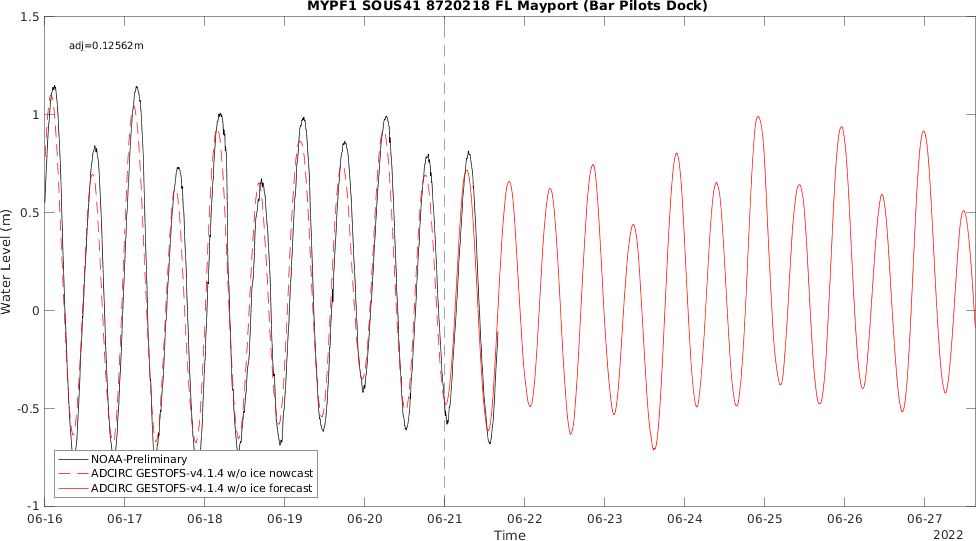 MYPF1 SOUS41 8720218 FL Mayport (Bar Pilots Dock)
1.5
adj=0.12562m
1
0.5
Water Level (m)
0
-0.5
NOAA-Preliminary
ADCIRC GESTOFS-v4.1.4 w/o ice nowcast
ADCIRC GESTOFS-v4.1.4 w/o ice forecast
-1
06-16 06-17 06-18 06-19 06-20 06-21 06-22 06-23 06-24 06-25 06-26 06-27
Time
2022